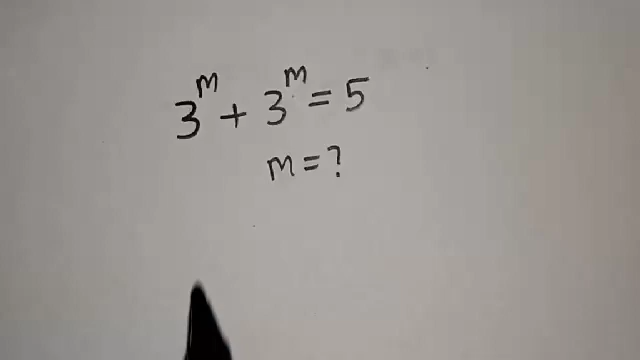 3^m + 3^m = 5
m = ?